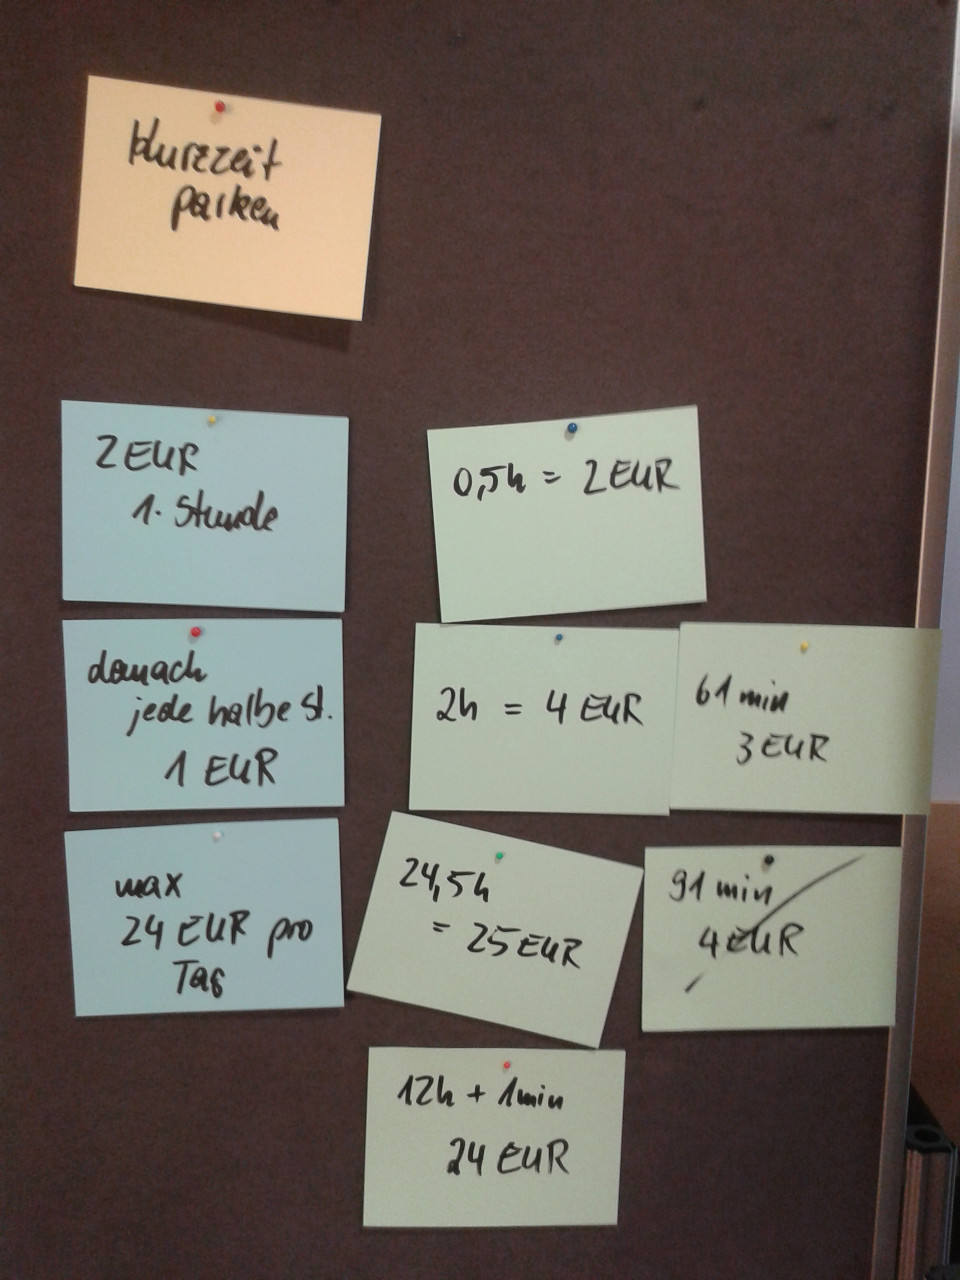 Kurzzeit
parken
2 EUR
1. Stunde
danach
jede halbe St.
1 EUR
max
24 EUR pro
Tag
0,5h = 2 EUR
2h = 4 EUR
61 min
3 EUR
24,5h
= 25 EUR
91 min
4 EUR
12h + 1min
24 EUR